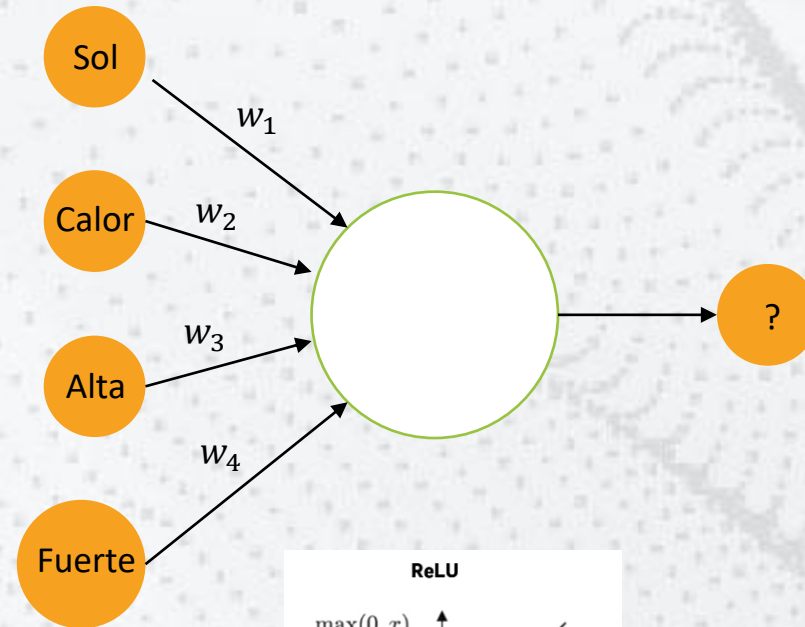 Sol
w₁
Calor
w₂
w₃
?
Alta
w₄
Fuerte
ReLU
max(0, x)